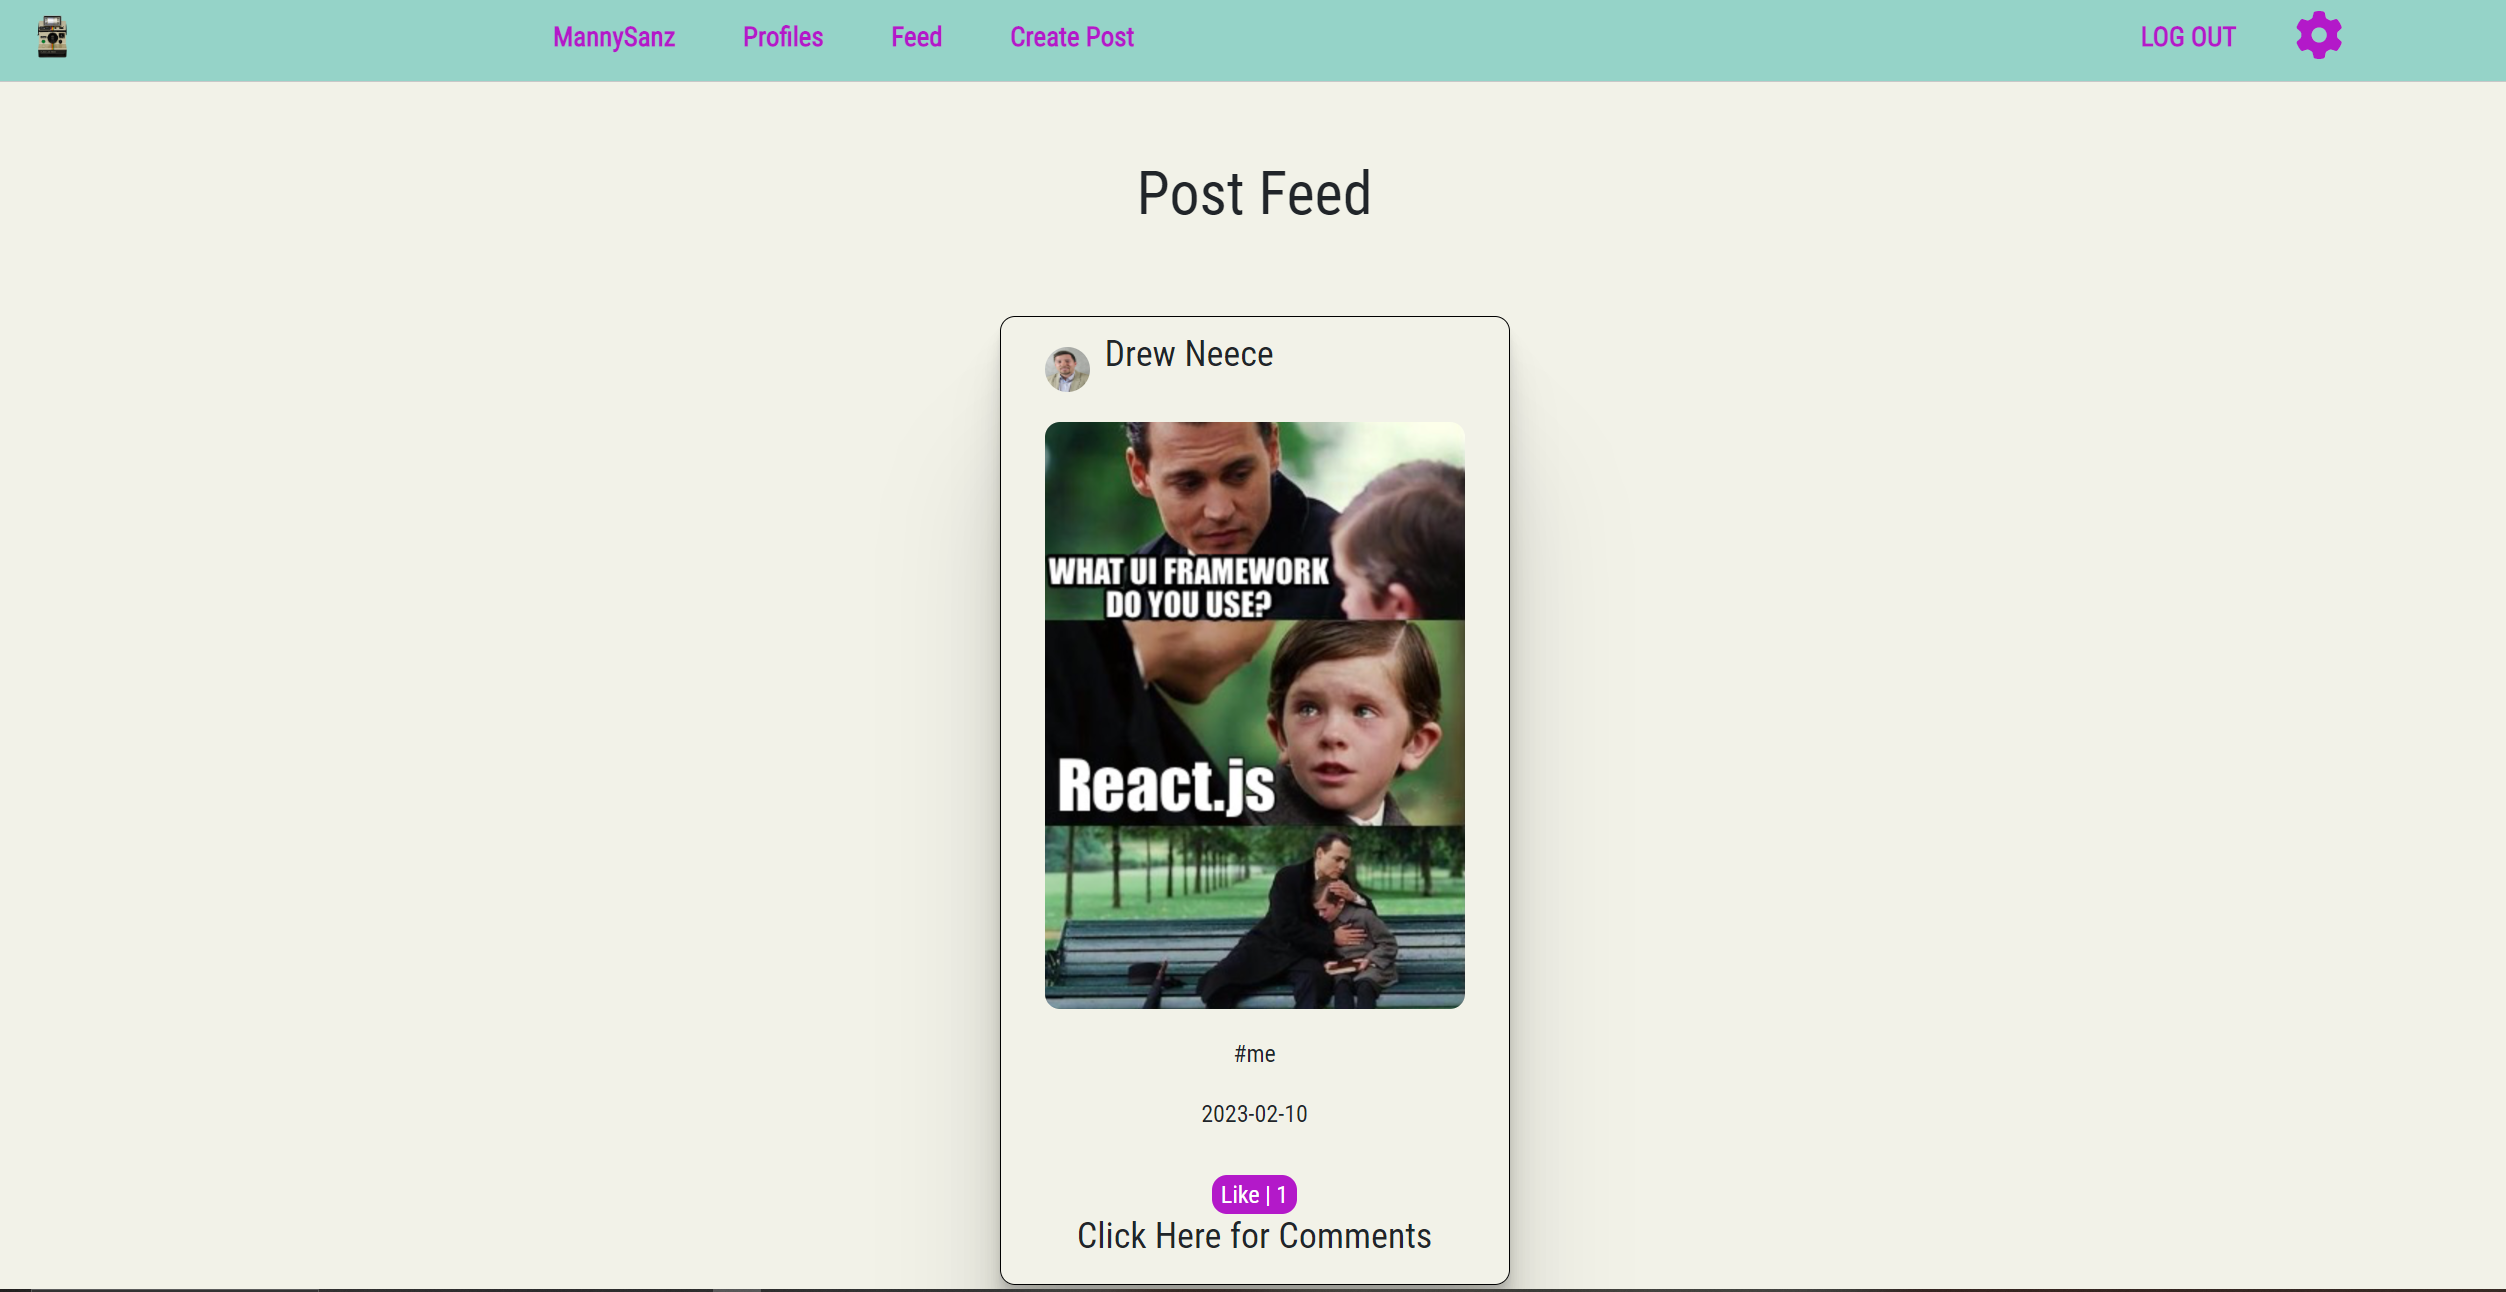 MannySanz Profiles Feed Create Post LOG OUT
Post Feed
Drew Neece
WHAT UI FRAMEWORK
DO YOU USE?
React.js
#me
2023-02-10
Like | 1
Click Here for Comments